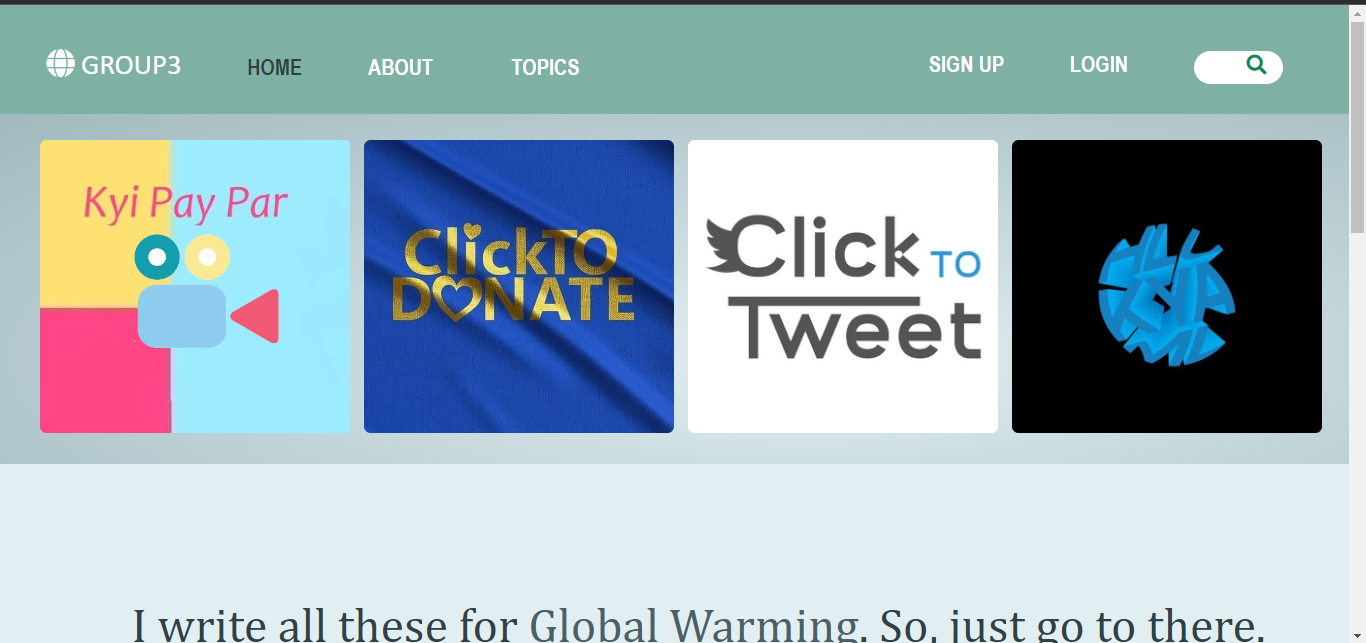 GROUP3
HOME
ABOUT
TOPICS
SIGN UP
LOGIN
Kyi Pay Par
ClickTO
DONATE
Click TO
Tweet
I write all these for Global Warming. So, just go to there.